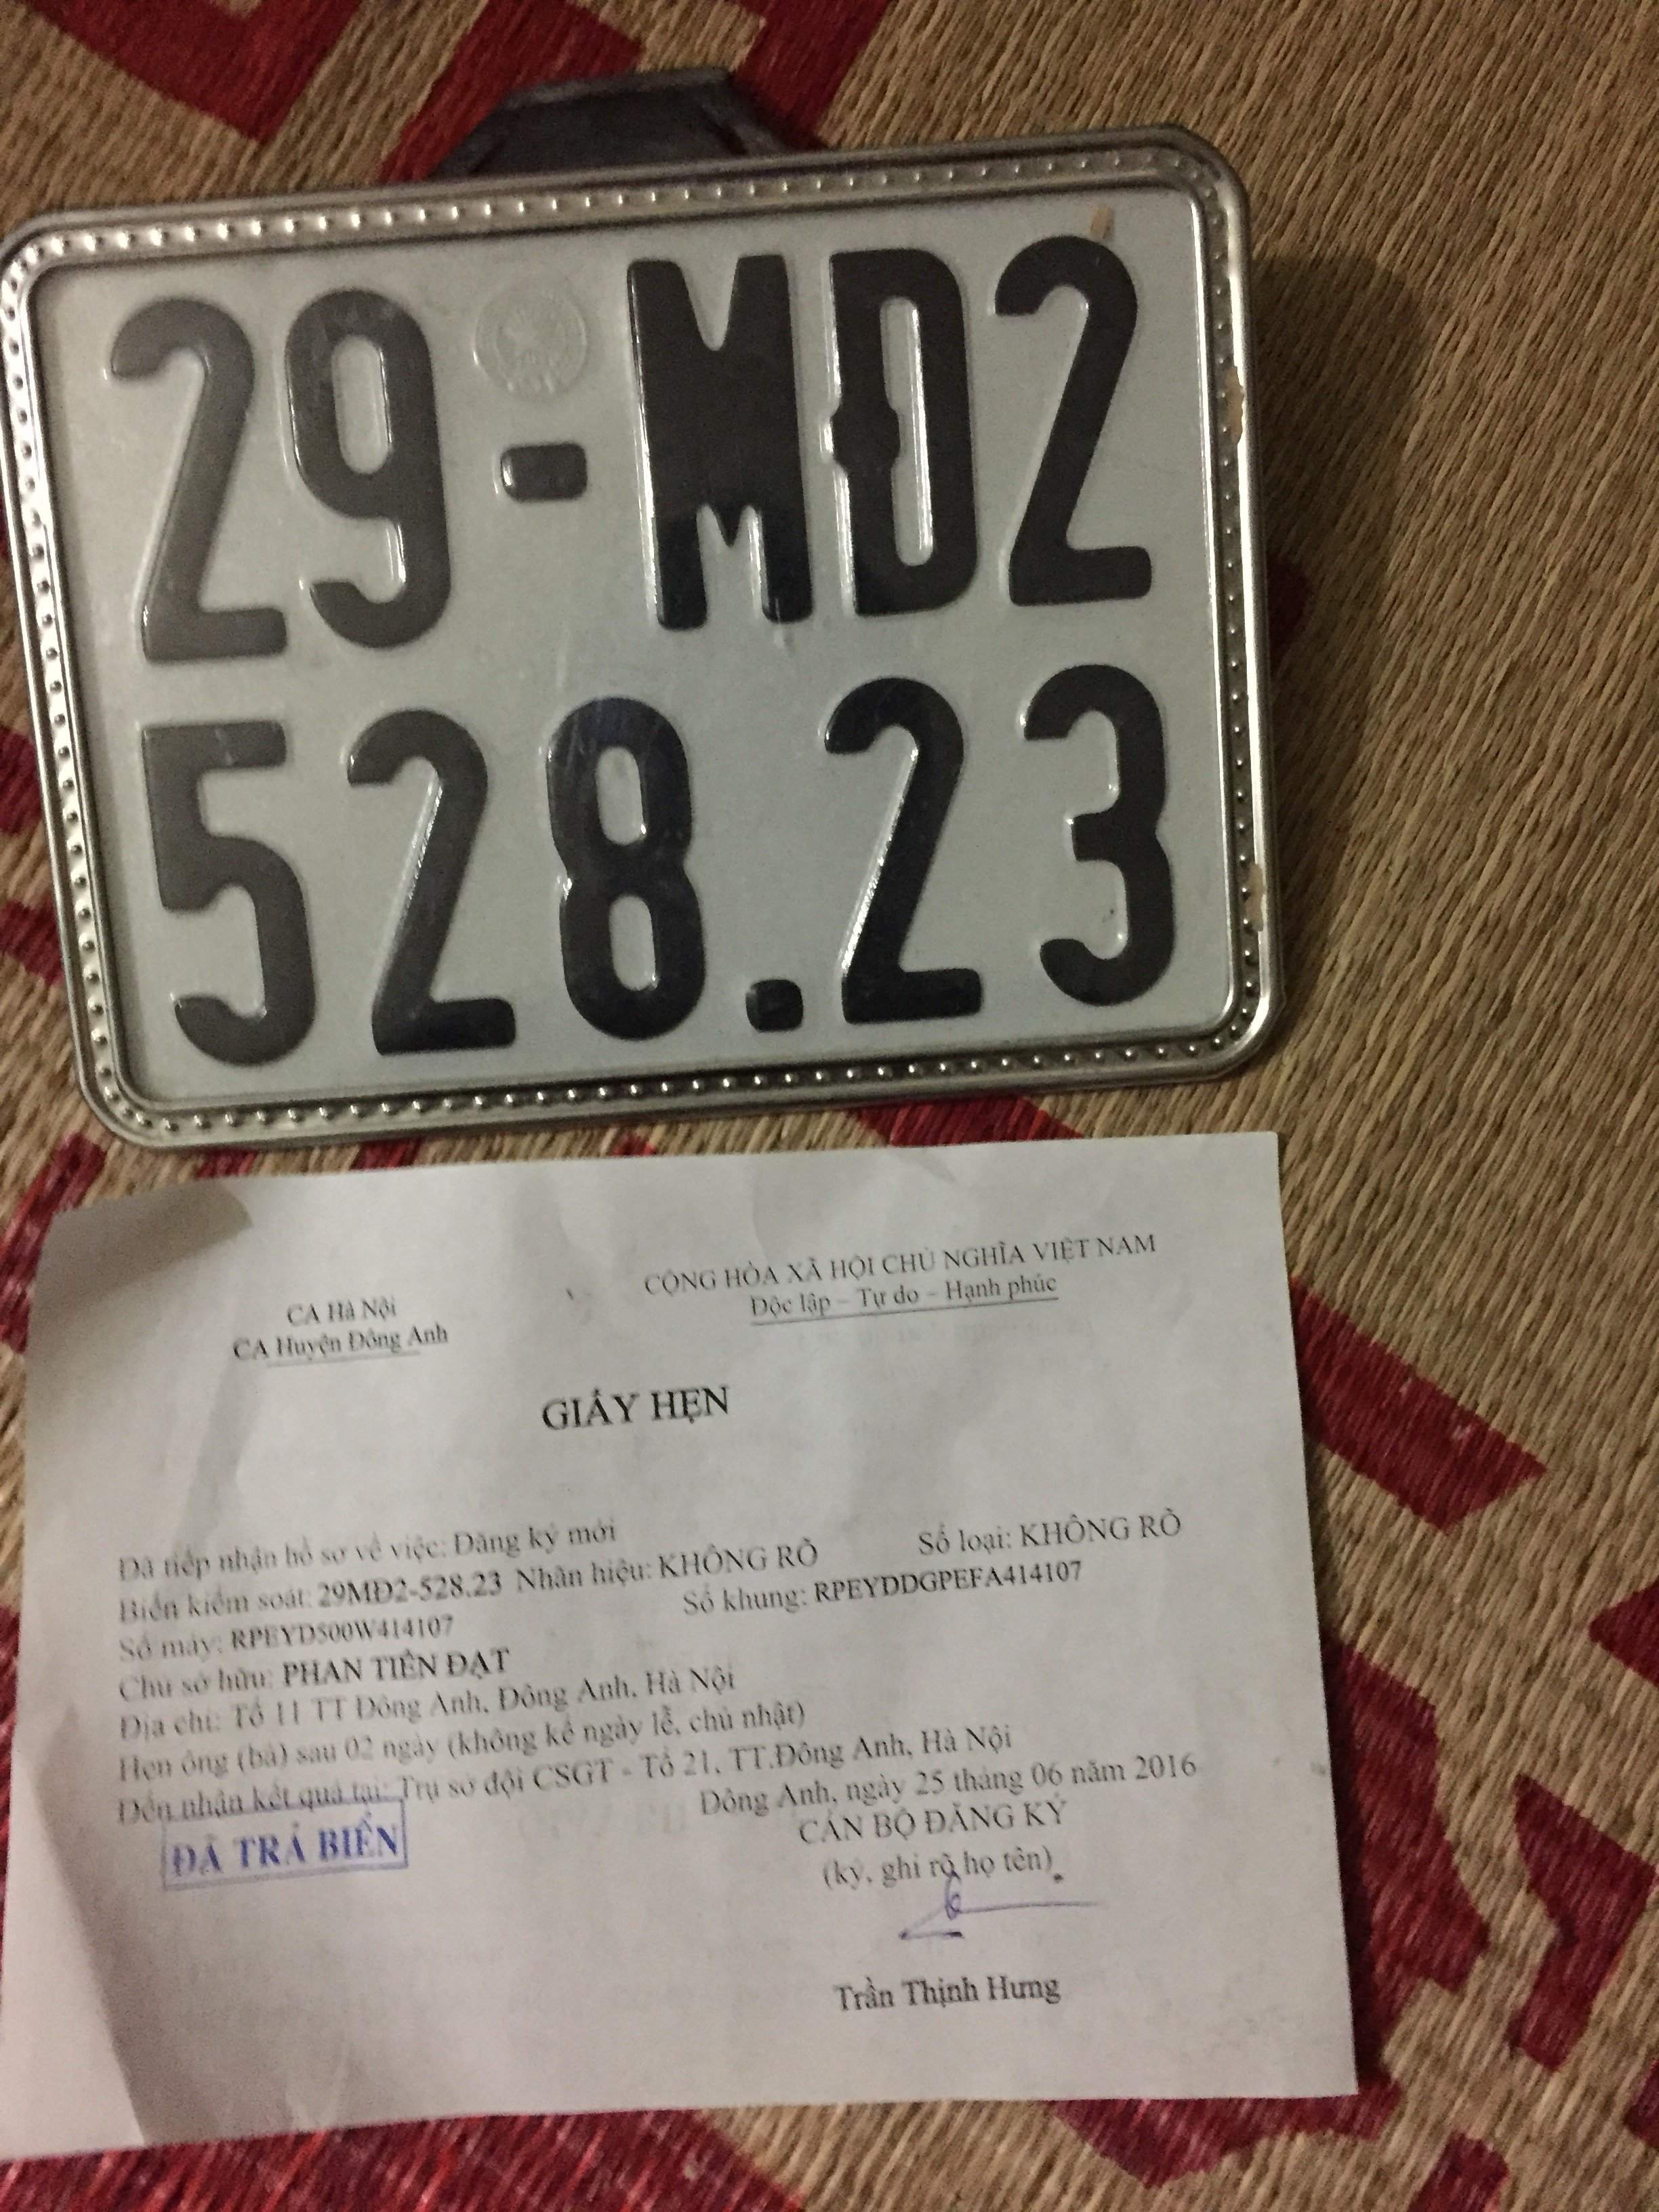 29-MĐ2
528.23
CA Hà Nội
CA Huyện Đông Anh
CỘNG HÒA XÃ HỘI CHỦ NGHĨA VIỆT NAM
Độc lập – Tự do – Hạnh phúc
GIẤY HẸN
Đã tiếp nhận hồ sơ về việc: Đăng ký mới
Biển kiểm soát: 29MĐ2-528.23 Nhãn hiệu: KHÔNG RÕ Số loại: KHÔNG RÕ
Số máy: RPEYD500W414107 Số khung: RPEYDDGPEFA414107
Chủ sở hữu: PHAN TIẾN ĐẠT
Địa chỉ: Tổ 11 TT Đông Anh, Đông Anh, Hà Nội
Hẹn ông (bà) sau 02 ngày (không kể ngày lễ, chủ nhật)
Đến nhận kết quả tại: Trụ sở đội CSGT - Tổ 21, TT.Đông Anh, Hà Nội
Đông Anh, ngày 25 tháng 06 năm 2016
ĐÃ TRẢ BIỂN
CÁN BỘ ĐĂNG KÝ
(ký, ghi rõ họ tên)
Trần Thịnh Hưng